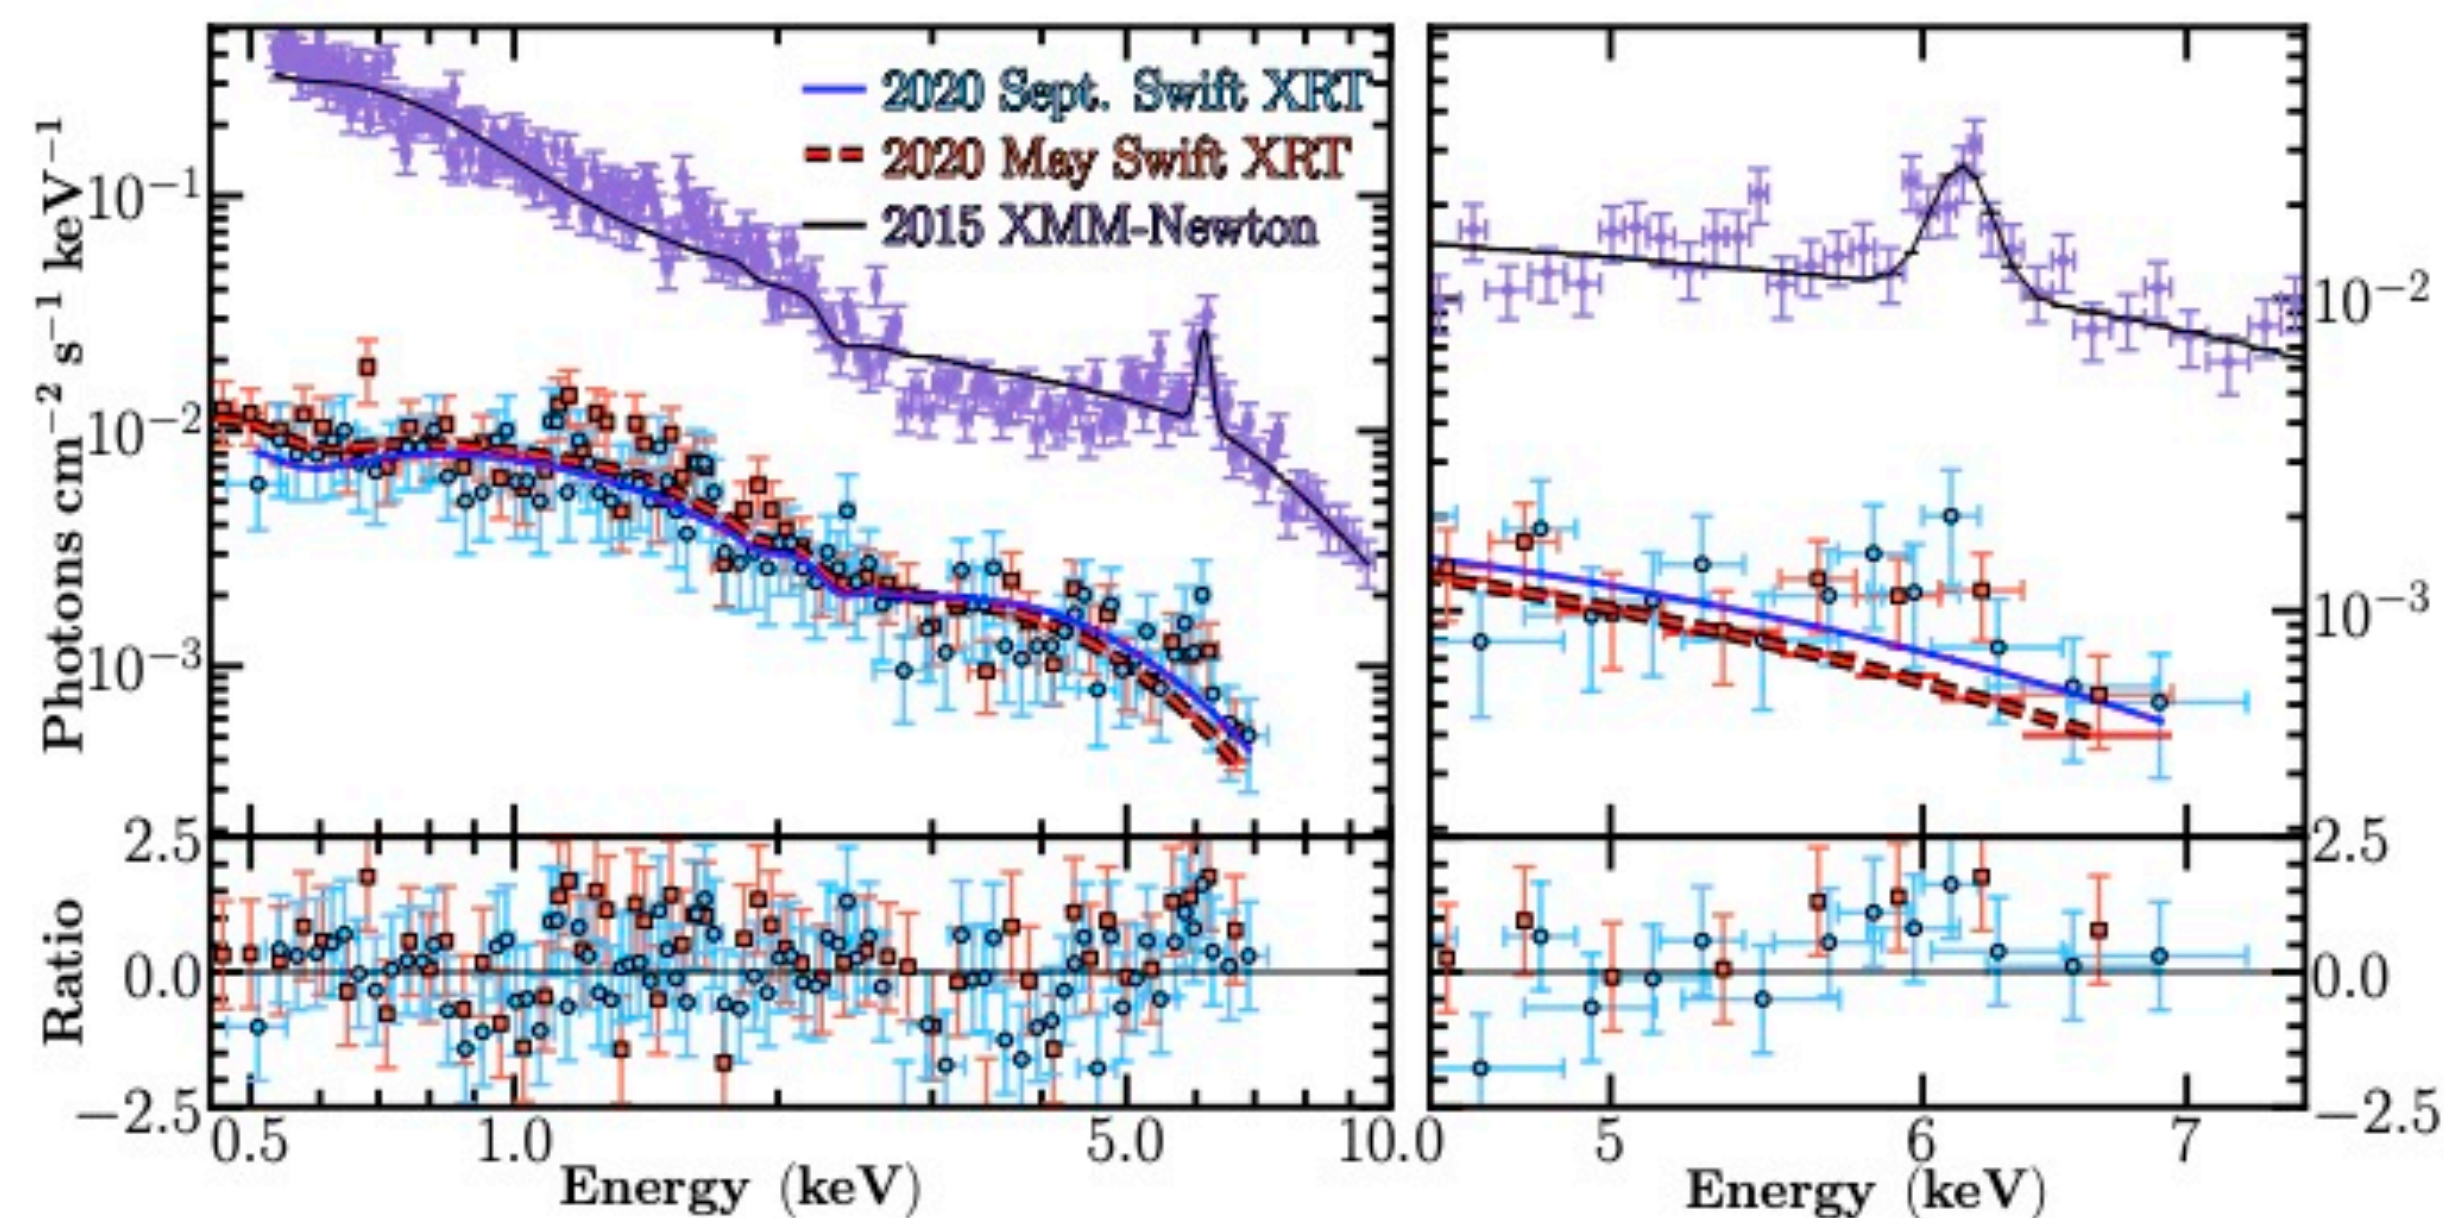 2020 Sept. Swift XRT
2020 May Swift XRT
2015 XMM-Newton
Photons cm⁻² s⁻¹ keV⁻¹
10⁻¹
10⁻²
10⁻³
2.5
0.0
−2.5
Ratio
0.5 1.0 5.0 10.0
Energy (keV)
10⁻²
10⁻³
2.5
0.0
−2.5
5 6 7
Energy (keV)